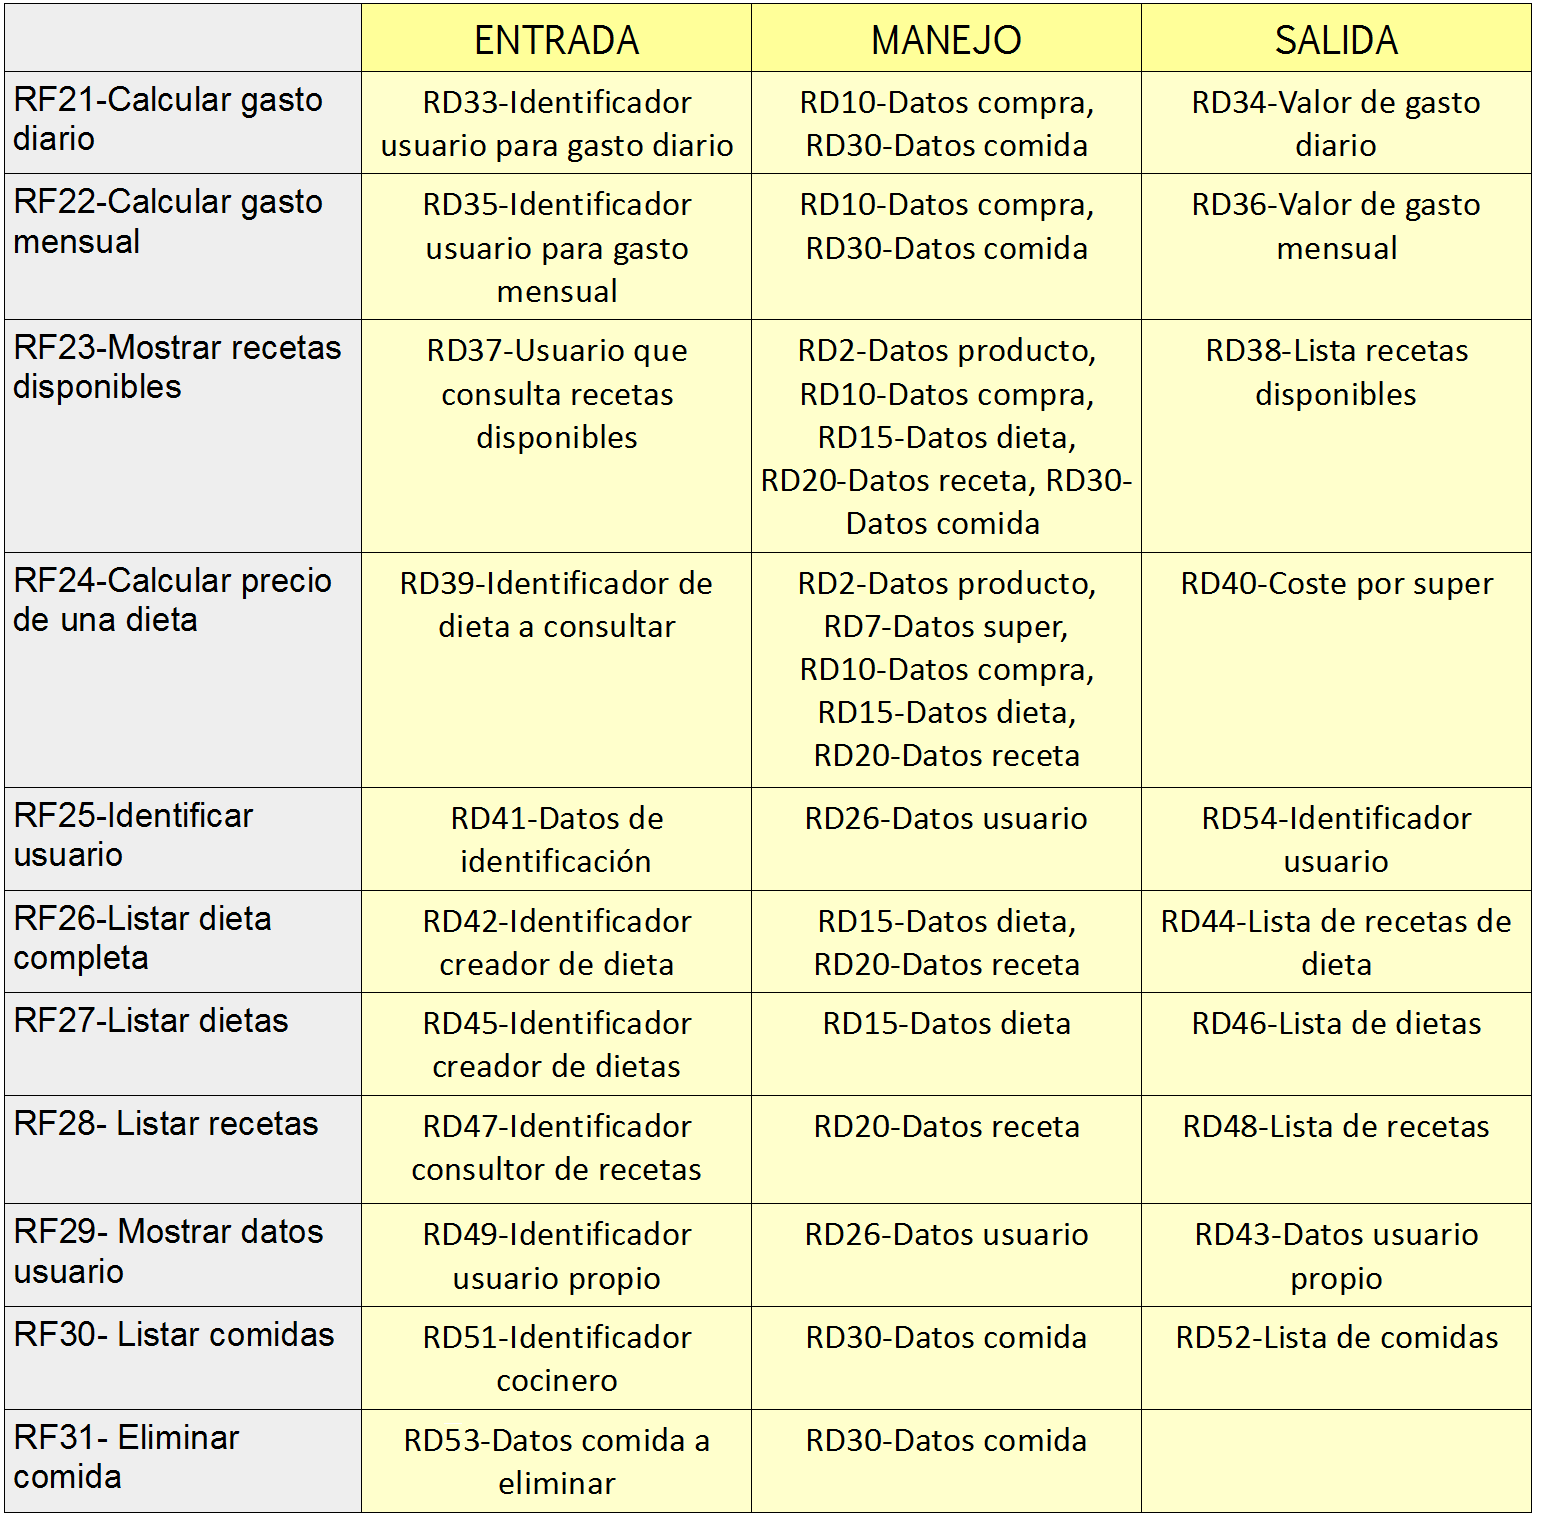 ENTRADA MANEJO SALIDA
RF21-Calcular gasto
diario
RD33-Identificador
usuario para gasto diario
RD10-Datos compra,
RD30-Datos comida
RD34-Valor de gasto
diario
RF22-Calcular gasto
mensual
RD35-Identificador
usuario para gasto
mensual
RD10-Datos compra,
RD30-Datos comida
RD36-Valor de gasto
mensual
RF23-Mostrar recetas
disponibles
RD37-Usuario que
consulta recetas
disponibles
RD2-Datos producto,
RD10-Datos compra,
RD15-Datos dieta,
RD20-Datos receta, RD30-
Datos comida
RD38-Lista recetas
disponibles
RF24-Calcular precio
de una dieta
RD39-Identificador de
dieta a consultar
RD2-Datos producto,
RD7-Datos super,
RD10-Datos compra,
RD15-Datos dieta,
RD20-Datos receta
RD40-Coste por super
RF25-Identificar
usuario
RD41-Datos de
identificación
RD26-Datos usuario
RD54-Identificador
usuario
RF26-Listar dieta
completa
RD42-Identificador
creador de dieta
RD15-Datos dieta,
RD20-Datos receta
RD44-Lista de recetas de
dieta
RF27-Listar dietas
RD45-Identificador
creador de dietas
RD15-Datos dieta
RD46-Lista de dietas
RF28- Listar recetas
RD47-Identificador
consultor de recetas
RD20-Datos receta
RD48-Lista de recetas
RF29- Mostrar datos
usuario
RD49-Identificador
usuario propio
RD26-Datos usuario
RD43-Datos usuario
propio
RF30- Listar comidas
RD51-Identificador
cocinero
RD30-Datos comida
RD52-Lista de comidas
RF31- Eliminar
comida
RD53-Datos comida a
eliminar
RD30-Datos comida